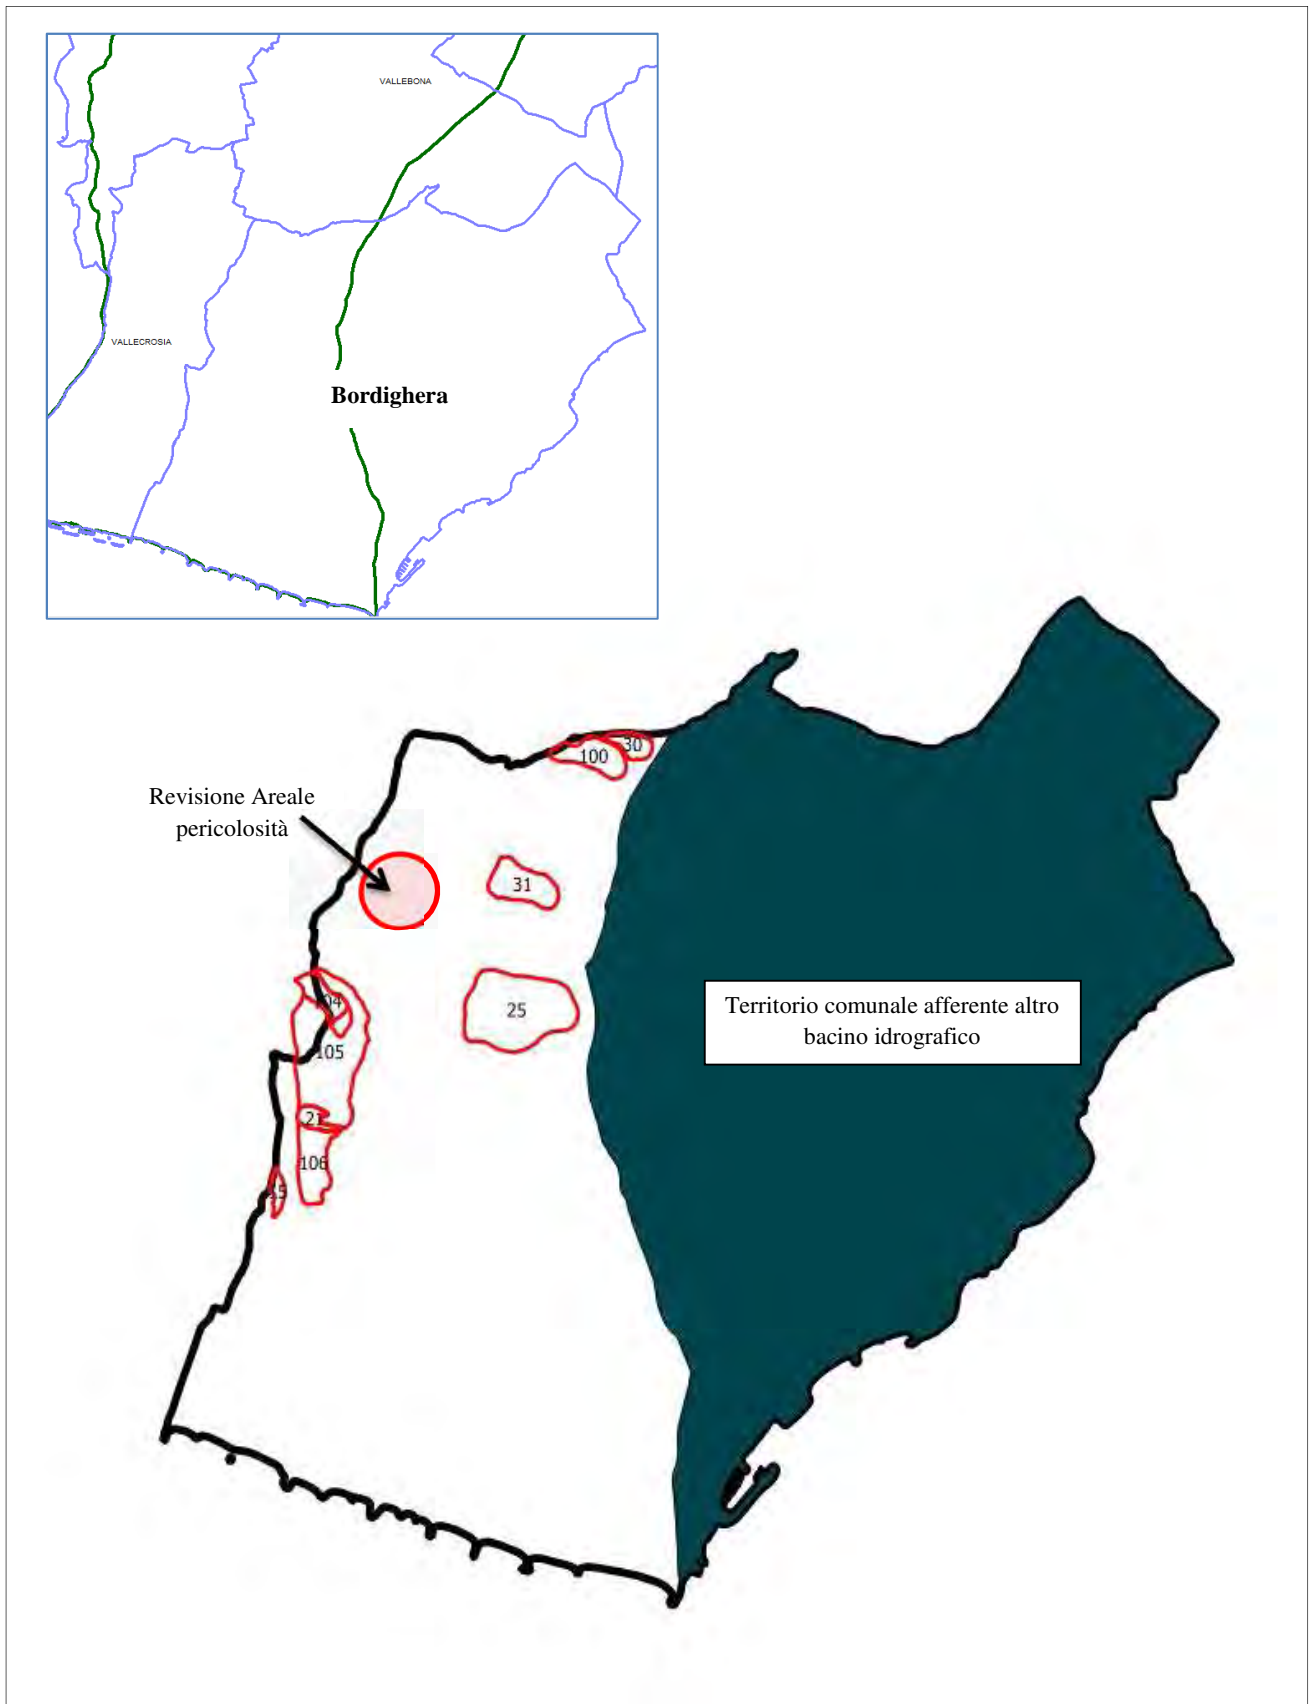 VALLEBONA
VALLECROSIA
Bordighera
30
100
Revisione Areale
pericolosità
31
25
Territorio comunale afferente altro
bacino idrografico
104
105
21
106